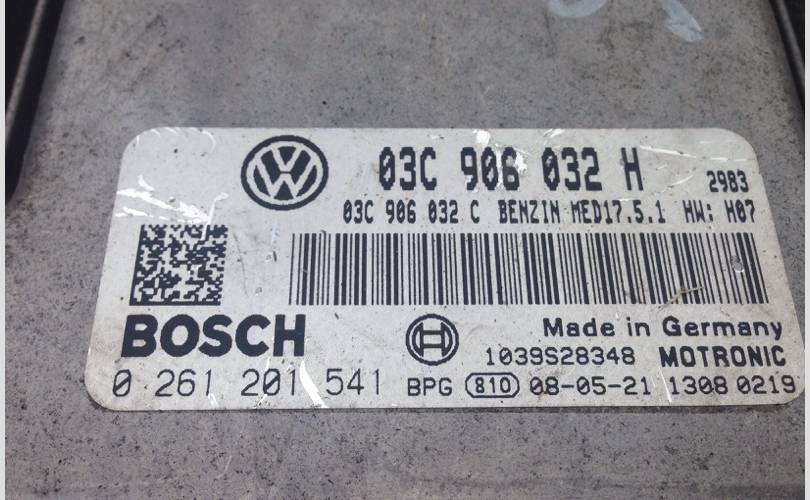 03C 906 032 H 2983
03C 906 032 C BENZIN MED17.5.1 HW: H07
BOSCH
Made in Germany
1039S28348 MOTRONIC
0 261 201 541 BPG 810 08-05-21 1308 0219